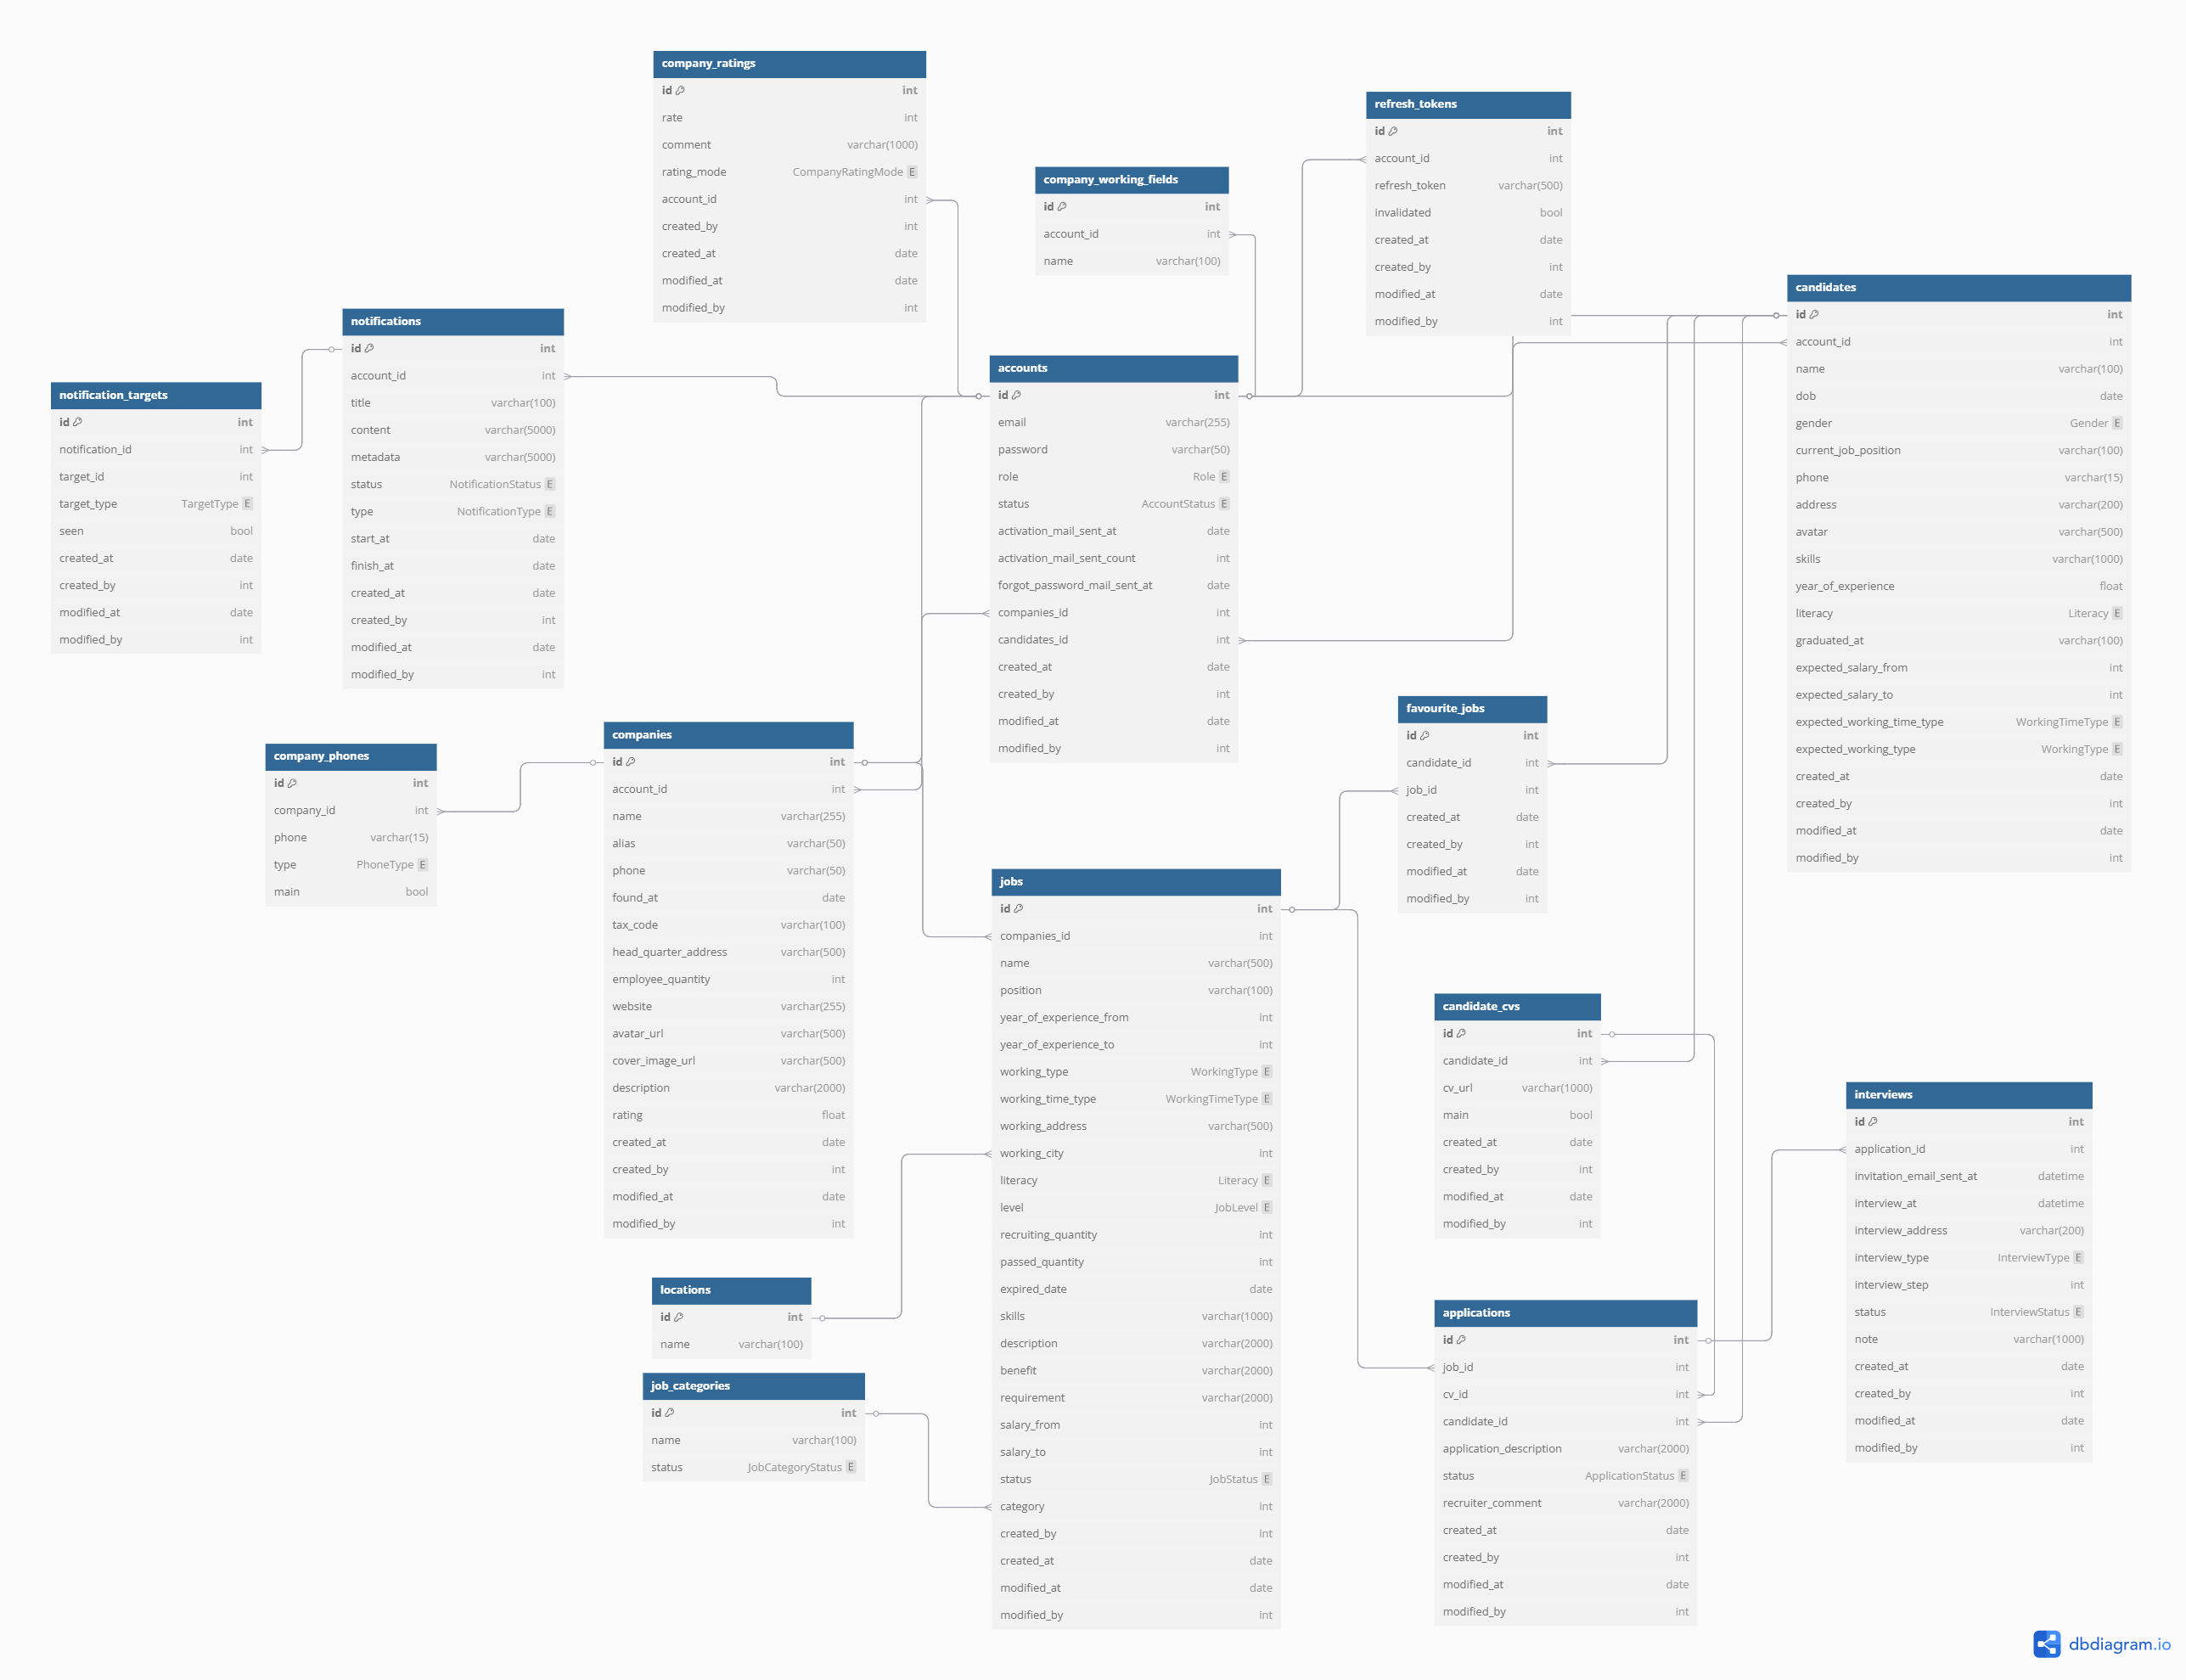 company_ratings
id int
rate int
comment varchar(1000)
rating_mode CompanyRatingMode E
account_id int
created_by int
created_at date
modified_at date
modified_by int
refresh_tokens
id int
account_id int
refresh_token varchar(500)
invalidated bool
created_at date
created_by int
modified_at date
modified_by int
company_working_fields
id int
account_id int
name varchar(100)
candidates
id int
account_id int
name varchar(100)
dob date
gender Gender E
current_job_position varchar(100)
phone varchar(15)
address varchar(200)
avatar varchar(500)
skills varchar(1000)
year_of_experience float
literacy Literacy E
graduated_at varchar(100)
expected_salary_from int
expected_salary_to int
expected_working_time_type WorkingTimeType E
expected_working_type WorkingType E
created_at date
created_by int
modified_at date
modified_by int
notifications
id int
account_id int
title varchar(100)
content varchar(5000)
metadata varchar(5000)
status NotificationStatus E
type NotificationType E
start_at date
finish_at date
created_at date
created_by int
modified_at date
modified_by int
accounts
id int
email varchar(255)
password varchar(50)
role Role E
status AccountStatus E
activation_mail_sent_at date
activation_mail_sent_count int
forgot_password_mail_sent_at date
companies_id int
candidates_id int
created_at date
created_by int
modified_at date
modified_by int
notification_targets
id int
notification_id int
target_id int
target_type TargetType E
seen bool
created_at date
created_by int
modified_at date
modified_by int
favourite_jobs
id int
candidate_id int
job_id int
created_at date
created_by int
modified_at date
modified_by int
companies
id int
account_id int
name varchar(255)
alias varchar(50)
phone varchar(50)
found_at date
tax_code varchar(100)
head_quarter_address varchar(500)
employee_quantity int
website varchar(255)
avatar_url varchar(500)
cover_image_url varchar(500)
description varchar(2000)
rating float
created_at date
created_by int
modified_at date
modified_by int
company_phones
id int
company_id int
phone varchar(15)
type PhoneType E
main bool
jobs
id int
companies_id int
name varchar(500)
position varchar(100)
year_of_experience_from int
year_of_experience_to int
working_type WorkingType E
working_time_type WorkingTimeType E
working_address varchar(500)
working_city int
literacy Literacy E
level JobLevel E
recruiting_quantity int
passed_quantity int
expired_date date
skills varchar(1000)
description varchar(2000)
benefit varchar(2000)
requirement varchar(2000)
salary_from int
salary_to int
status JobStatus E
category int
created_by int
created_at date
modified_at date
modified_by int
candidate_cvs
id int
candidate_id int
cv_url varchar(1000)
main bool
created_at date
created_by int
modified_at date
modified_by int
interviews
id int
application_id int
invitation_email_sent_at datetime
interview_at datetime
interview_address varchar(200)
interview_type InterviewType E
interview_step int
status InterviewStatus E
note varchar(1000)
created_at date
created_by int
modified_at date
modified_by int
locations
id int
name varchar(100)
applications
id int
job_id int
cv_id int
candidate_id int
application_description varchar(2000)
status ApplicationStatus E
recruiter_comment varchar(2000)
created_at date
created_by int
modified_at date
modified_by int
job_categories
id int
name varchar(100)
status JobCategoryStatus E
dbdiagram.io